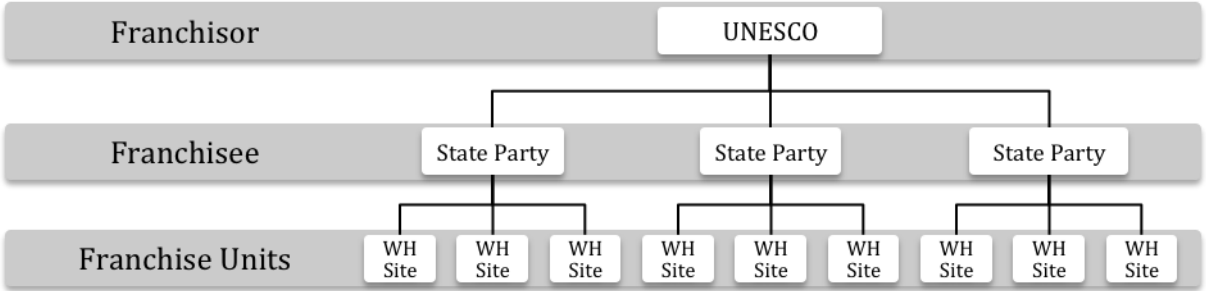 Franchisor
UNESCO
Franchisee
State Party
State Party
State Party
Franchise Units
WH
Site
WH
Site
WH
Site
WH
Site
WH
Site
WH
Site
WH
Site
WH
Site
WH
Site